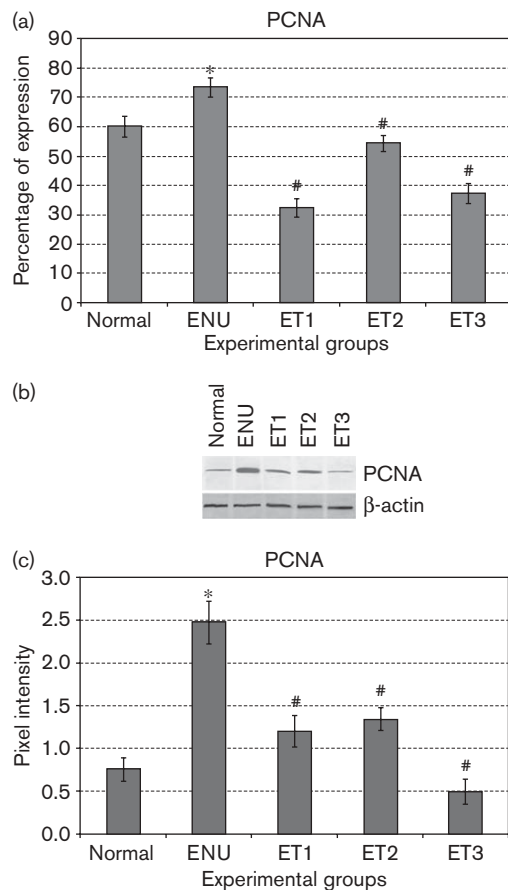 (a)
PCNA
Percentage of expression
90
80
70
60
50
40
30
20
10
0
*
#
#
#
Normal ENU ET1 ET2 ET3
Experimental groups
(b)
Normal ENU ET1 ET2 ET3
PCNA
β-actin
(c)
PCNA
Pixel intensity
3.0
2.5
2.0
1.5
1.0
0.5
0.0
*
#
#
#
Normal ENU ET1 ET2 ET3
Experimental groups